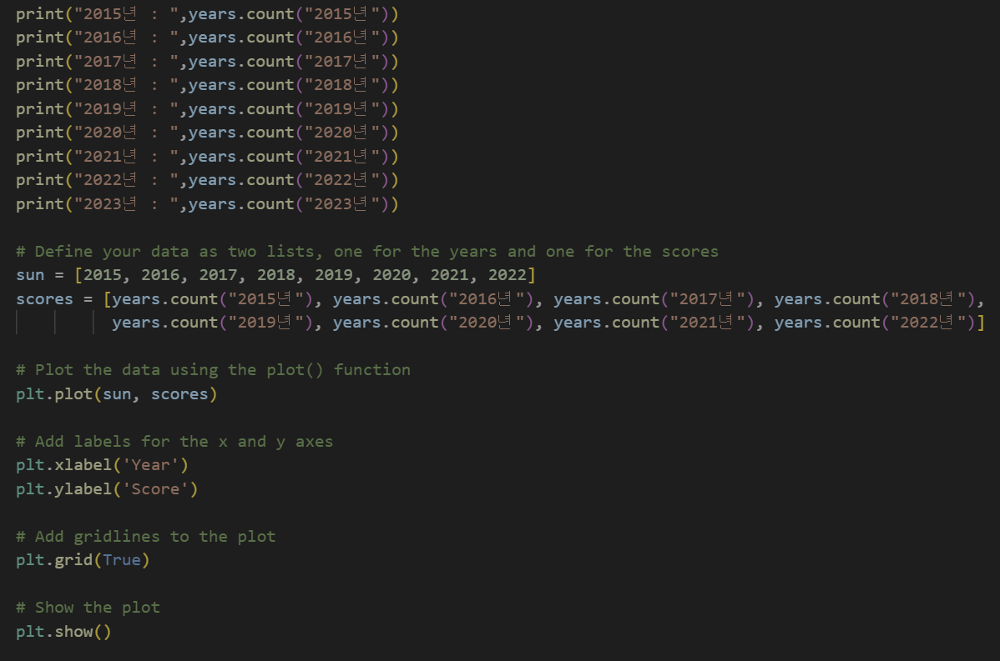 print("2015년 : ",years.count("2015년"))
print("2016년 : ",years.count("2016년"))
print("2017년 : ",years.count("2017년"))
print("2018년 : ",years.count("2018년"))
print("2019년 : ",years.count("2019년"))
print("2020년 : ",years.count("2020년"))
print("2021년 : ",years.count("2021년"))
print("2022년 : ",years.count("2022년"))
print("2023년 : ",years.count("2023년"))
# Define your data as two lists, one for the years and one for the scores
sun = [2015, 2016, 2017, 2018, 2019, 2020, 2021, 2022]
scores = [years.count("2015년"), years.count("2016년"), years.count("2017년"), years.count("2018년"),
years.count("2019년"), years.count("2020년"), years.count("2021년"), years.count("2022년")]
# Plot the data using the plot() function
plt.plot(sun, scores)
# Add labels for the x and y axes
plt.xlabel('Year')
plt.ylabel('Score')
# Add gridlines to the plot
plt.grid(True)
# Show the plot
plt.show()